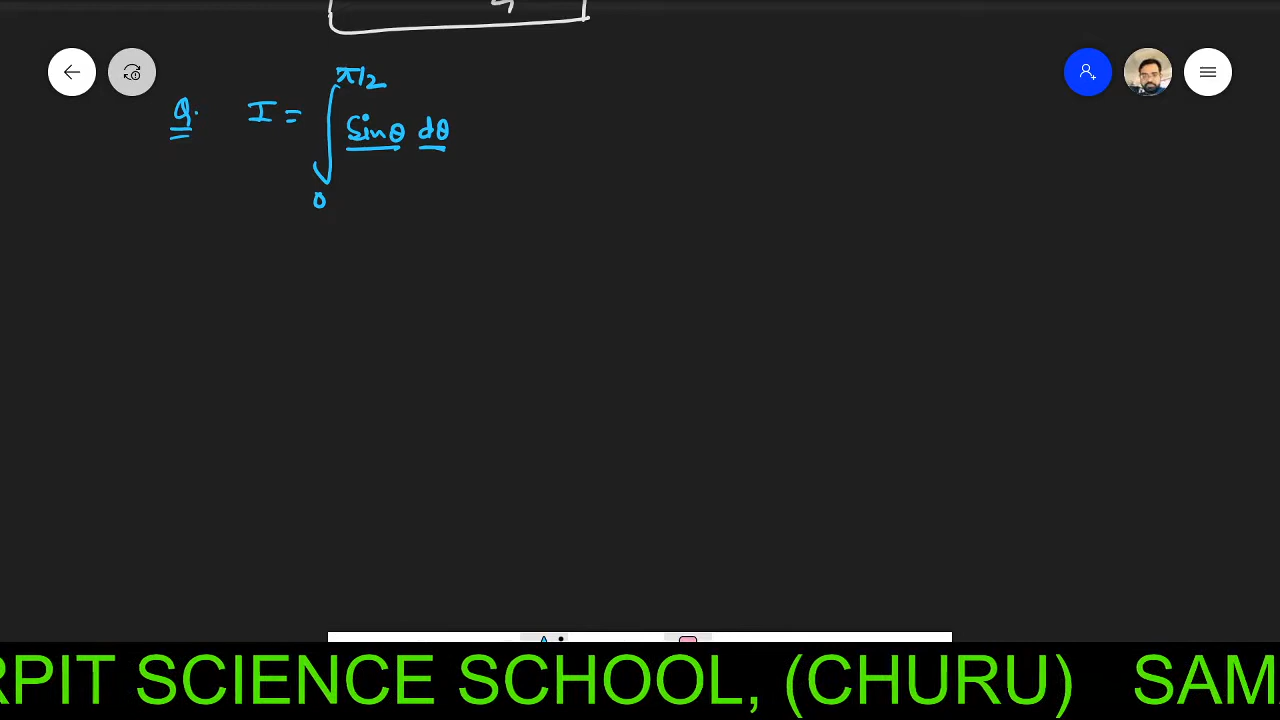 Q. I = ∫₀^π/2 Sinθ dθ
RPIT SCIENCE SCHOOL, (CHURU) SAM